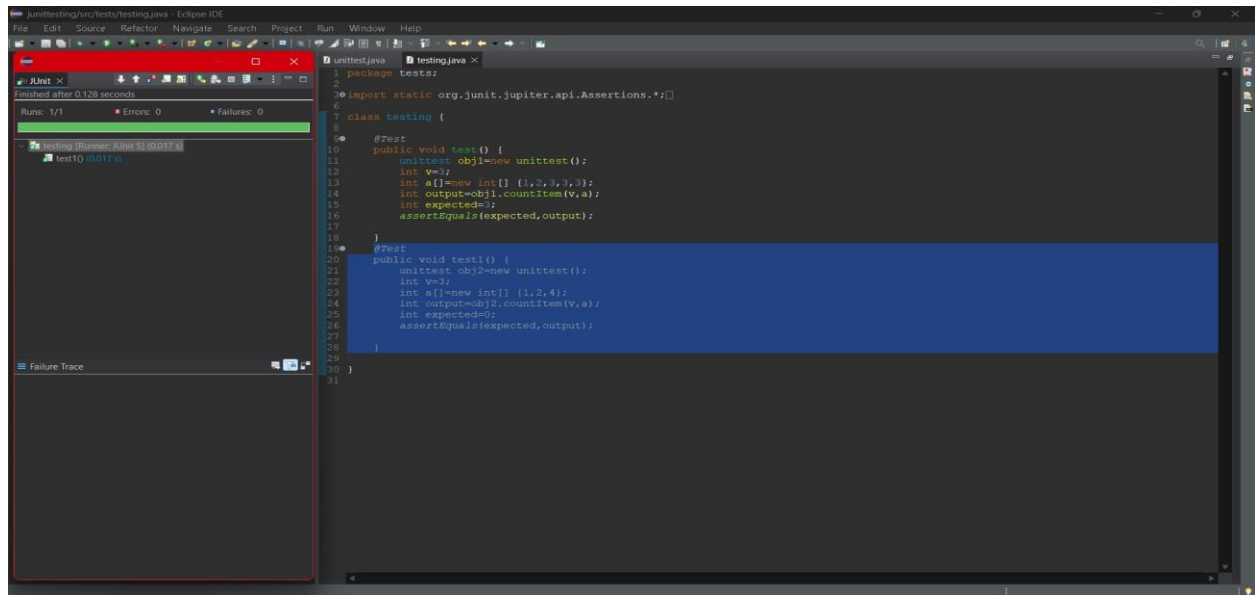 junittesting/src/tests/testing.java - Eclipse IDE
File Edit Source Refactor Navigate Search Project Run Window Help
JUnit
Finished after 0.128 seconds
Runs: 1/1 Errors: 0 Failures: 0
testing [Runner: JUnit 5] (0.017 s)
test1() (0.017 s)
Failure Trace
unittest.java testing.java
1 package tests;
2
3 import static org.junit.jupiter.api.Assertions.*;
6
7 class testing {
8
9 @Test
10 public void test() {
11 unittest obj1=new unittest();
12 int v=3;
13 int a[]=new int[] {1,2,3,3,3};
14 int output=obj1.countItem(v,a);
15 int expected=3;
16 assertEquals(expected,output);
17
18 }
19 @Test
20 public void test1() {
21 unittest obj2=new unittest();
22 int v=3;
23 int a[]=new int[] {1,2,4};
24 int output=obj2.countItem(v,a);
25 int expected=0;
26 assertEquals(expected,output);
27
28 }
29
30 }
31